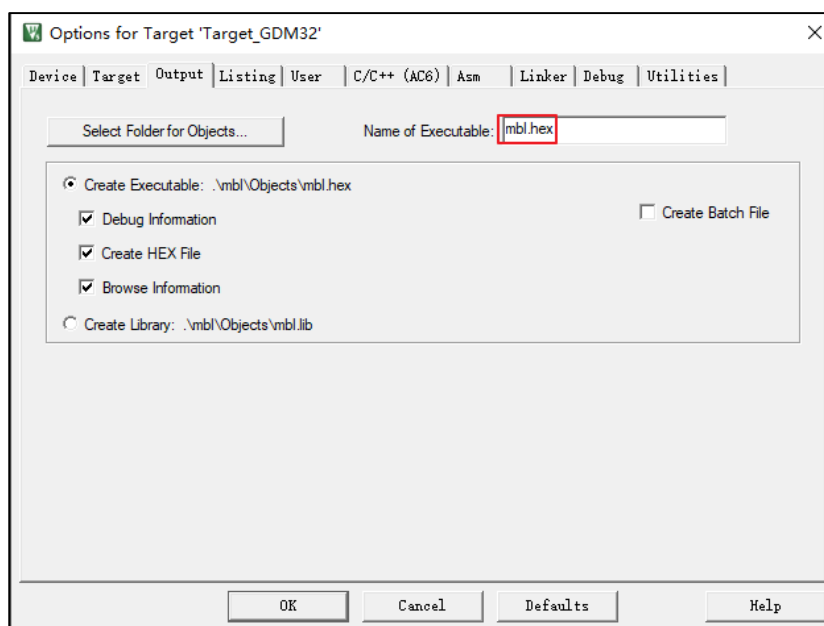 Options for Target 'Target_GDM32'
Device Target Output Listing User C/C++ (AC6) Asm Linker Debug Utilities
Select Folder for Objects... Name of Executable: mbl.hex
Create Executable: .\mbl\Objects\mbl.hex
Debug Information Create Batch File
Create HEX File
Browse Information
Create Library: .\mbl\Objects\mbl.lib
OK Cancel Defaults Help